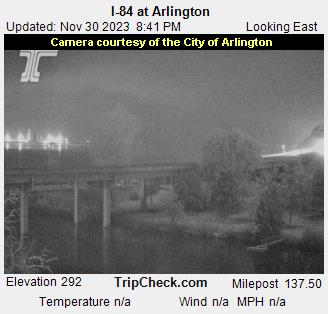 I-84 at Arlington
Updated: Nov 30 2023 8:41 PM Looking East
Camera courtesy of the City of Arlington
Elevation 292 TripCheck.com Milepost 137.50
Temperature n/a Wind n/a MPH n/a